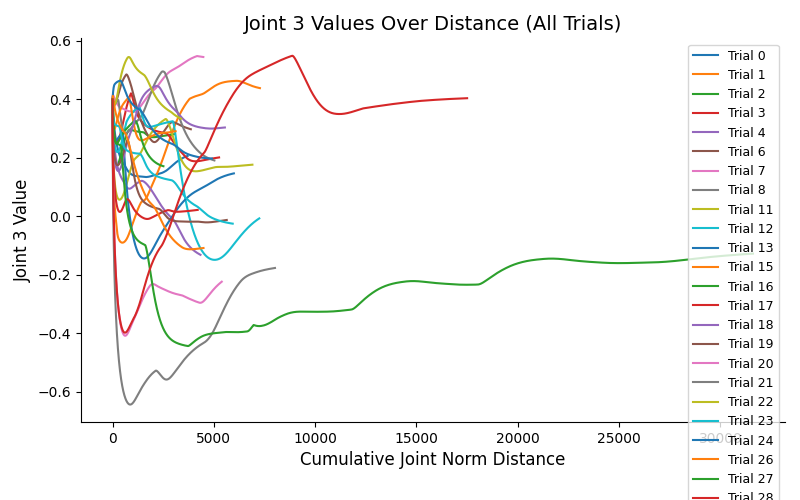 Joint 3 Values Over Distance (All Trials)
Joint 3 Value
0.6
0.4
0.2
0.0
−0.2
−0.4
−0.6
0
5000
10000
15000
20000
25000
30000
Cumulative Joint Norm Distance
Trial 0
Trial 1
Trial 2
Trial 3
Trial 4
Trial 6
Trial 7
Trial 8
Trial 11
Trial 12
Trial 13
Trial 15
Trial 16
Trial 17
Trial 18
Trial 19
Trial 20
Trial 21
Trial 22
Trial 23
Trial 24
Trial 26
Trial 27
Trial 28